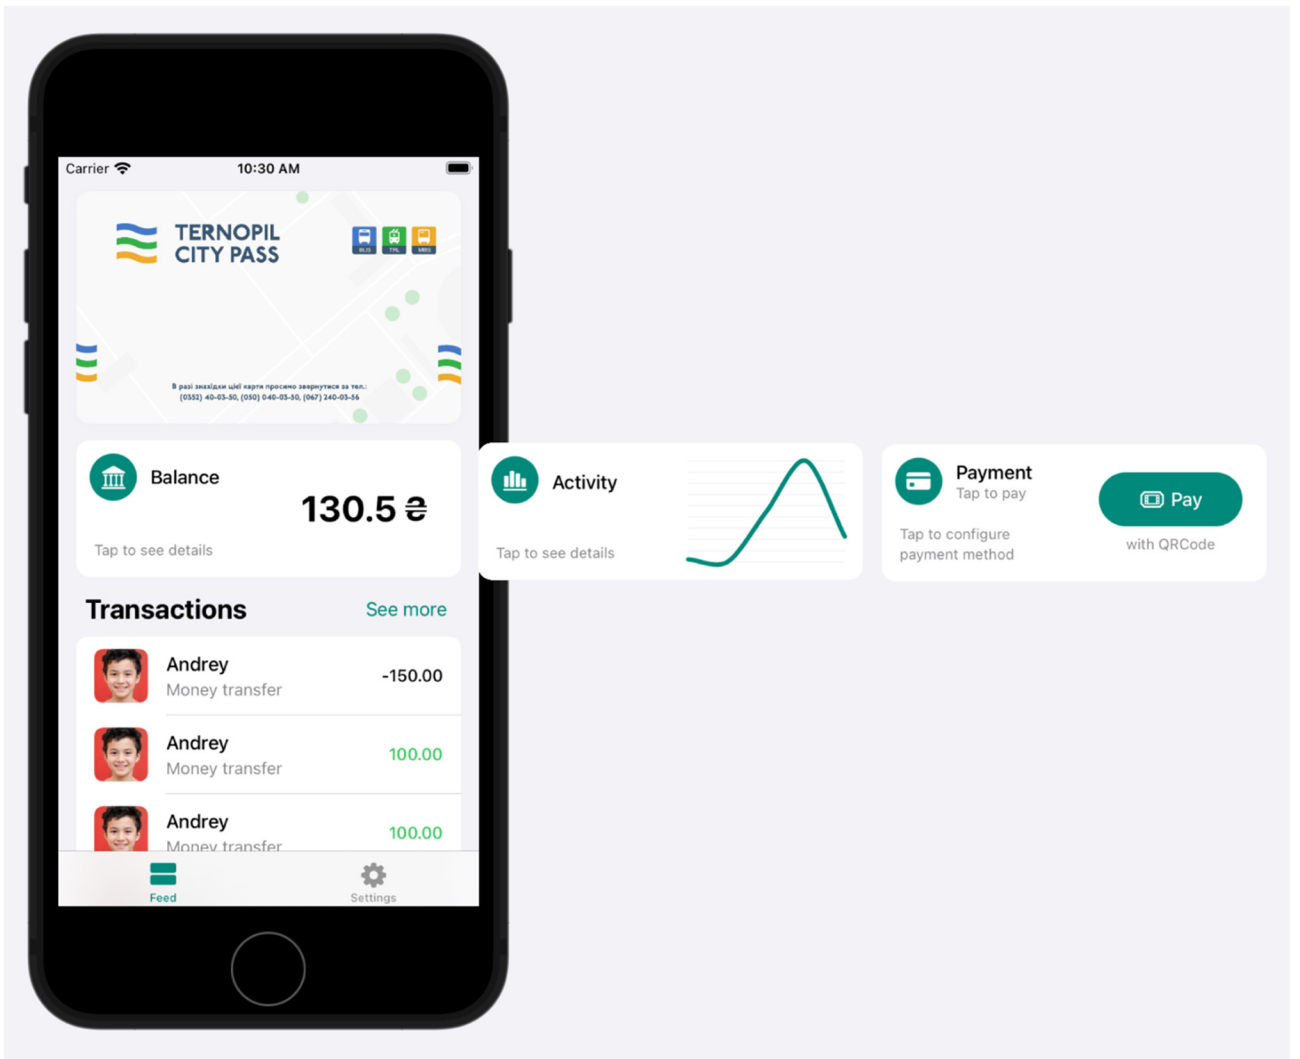 Carrier
10:30 AM
TERNOPIL
CITY PASS
BUS
TRL
MBS
В разі знахідки цієї карти просимо звернутися за тел.:
(0352) 40-03-50, (050) 040-03-50, (067) 240-03-56
Balance
130.5 ₴
Tap to see details
Activity
Tap to see details
Payment
Tap to pay
Tap to configure
payment method
Pay
with QRCode
Transactions
See more
Andrey
Money transfer
-150.00
Andrey
Money transfer
100.00
Andrey
Money transfer
100.00
Feed
Settings